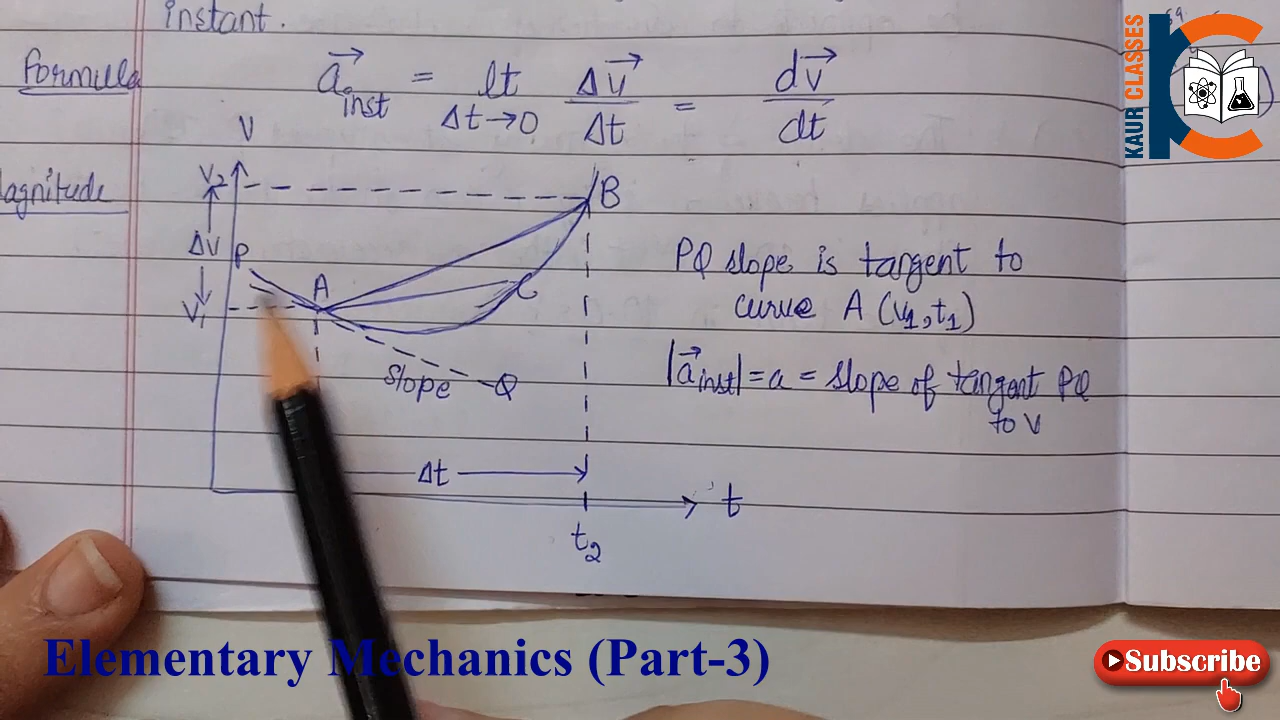 instant.
Formula
a⃗inst = lt Δt→0 Δv⃗/Δt = dv⃗/dt
V
Magnitude
V2
B
ΔV
P
A
V1
C
slope
Q
Δt
t
t2
PQ slope is tangent to
curve A (v1,t1)
|a⃗inst| = a = slope of tangent PQ
to v
KAUR CLASSES
Elementary Mechanics (Part-3)
Subscribe